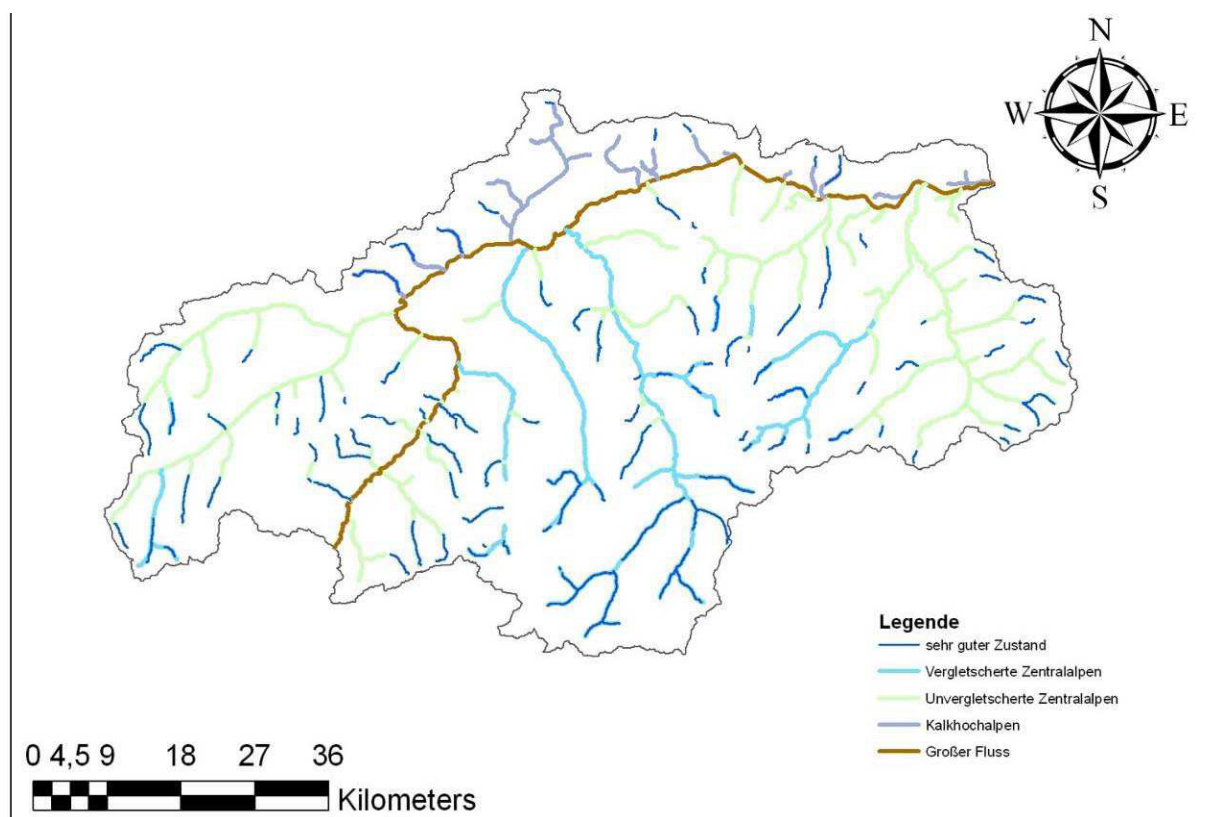 N
W
E
S
Legende
sehr guter Zustand
Vergletscherte Zentralalpen
Unvergletscherte Zentralalpen
Kalkhochalpen
Großer Fluss
0 4,5 9 18 27 36
Kilometers